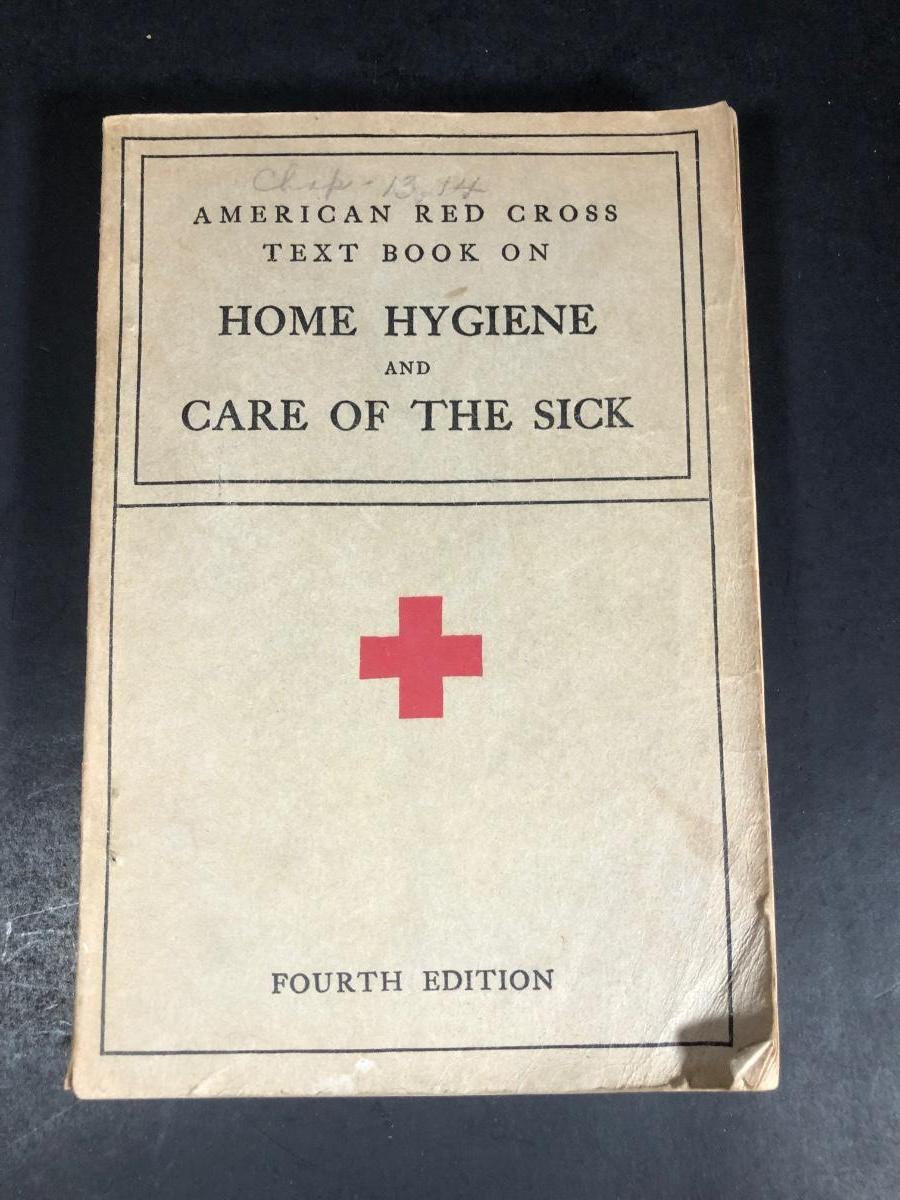 Chap - 13, 14
AMERICAN RED CROSS
TEXT BOOK ON
HOME HYGIENE
AND
CARE OF THE SICK
FOURTH EDITION